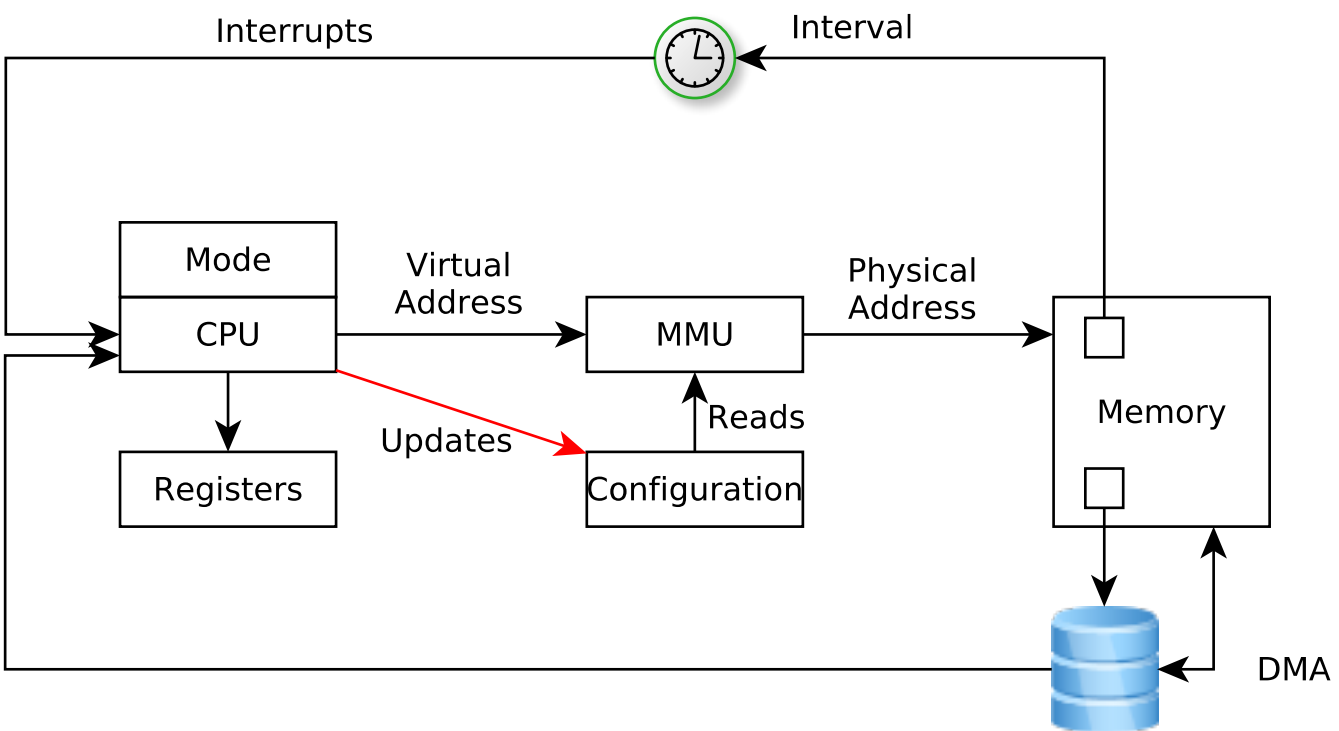 Interrupts
Interval
Mode
Virtual
Address
Physical
Address
CPU
MMU
Memory
Reads
Updates
Registers
Configuration
DMA